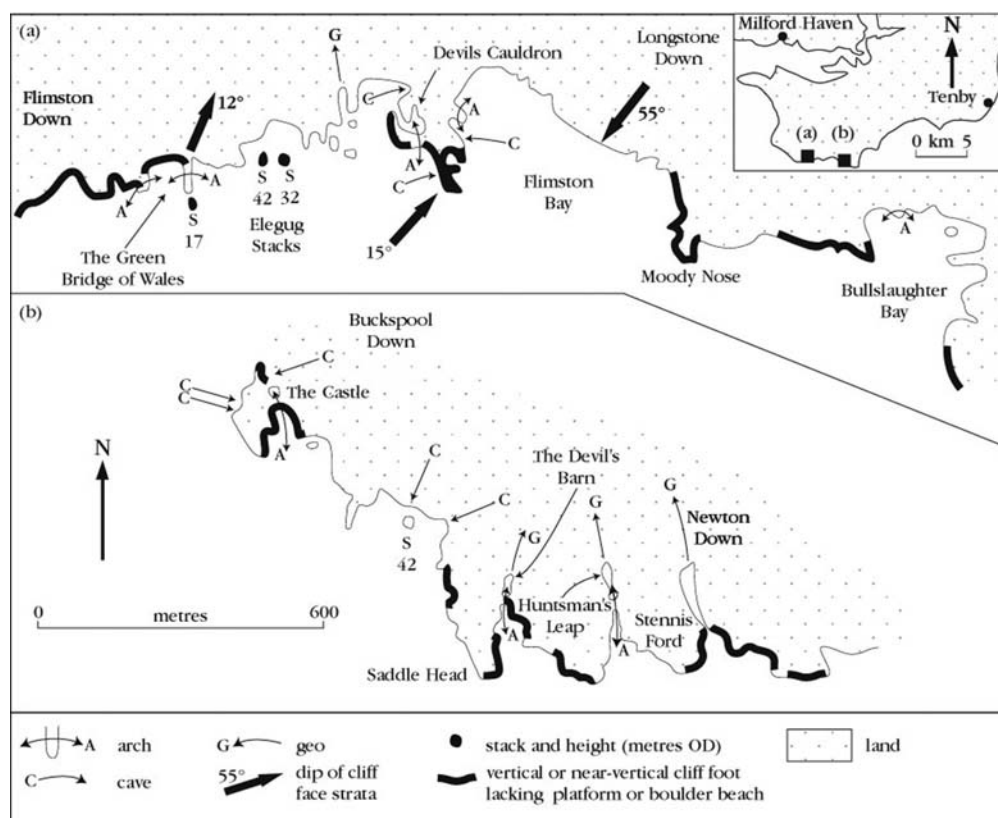 (a)
G
Devils Cauldron
Longstone
Down
Milford Haven
N
Tenby
(a)
(b)
0 km 5
Flimston
Down
12°
C
A
55°
C
A
C
A
A
S
42
S
32
S
17
Elegug
Stacks
15°
Flimston
Bay
The Green
Bridge of Wales
Moody Nose
A
Bullslaughter
Bay
(b)
Buckspool
Down
C
C
C
The Castle
A
N
C
The Devil's
Barn
C
G
G
Newton
Down
S
42
G
0 metres 600
Huntsman's
Leap
Stennis
Ford
A
A
Saddle Head
A arch
G geo
stack and height (metres OD)
land
C cave
55° dip of cliff
face strata
vertical or near-vertical cliff foot
lacking platform or boulder beach